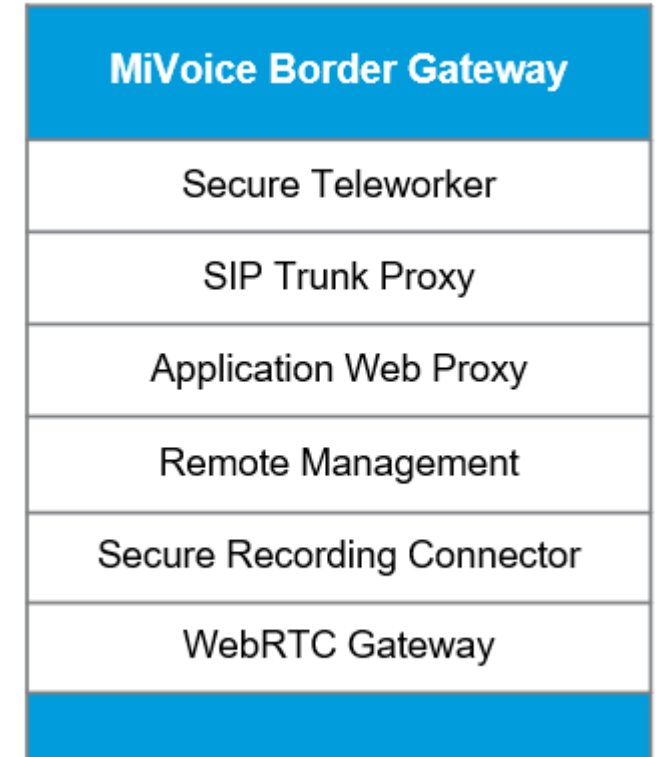 MiVoice Border Gateway
Secure Teleworker
SIP Trunk Proxy
Application Web Proxy
Remote Management
Secure Recording Connector
WebRTC Gateway